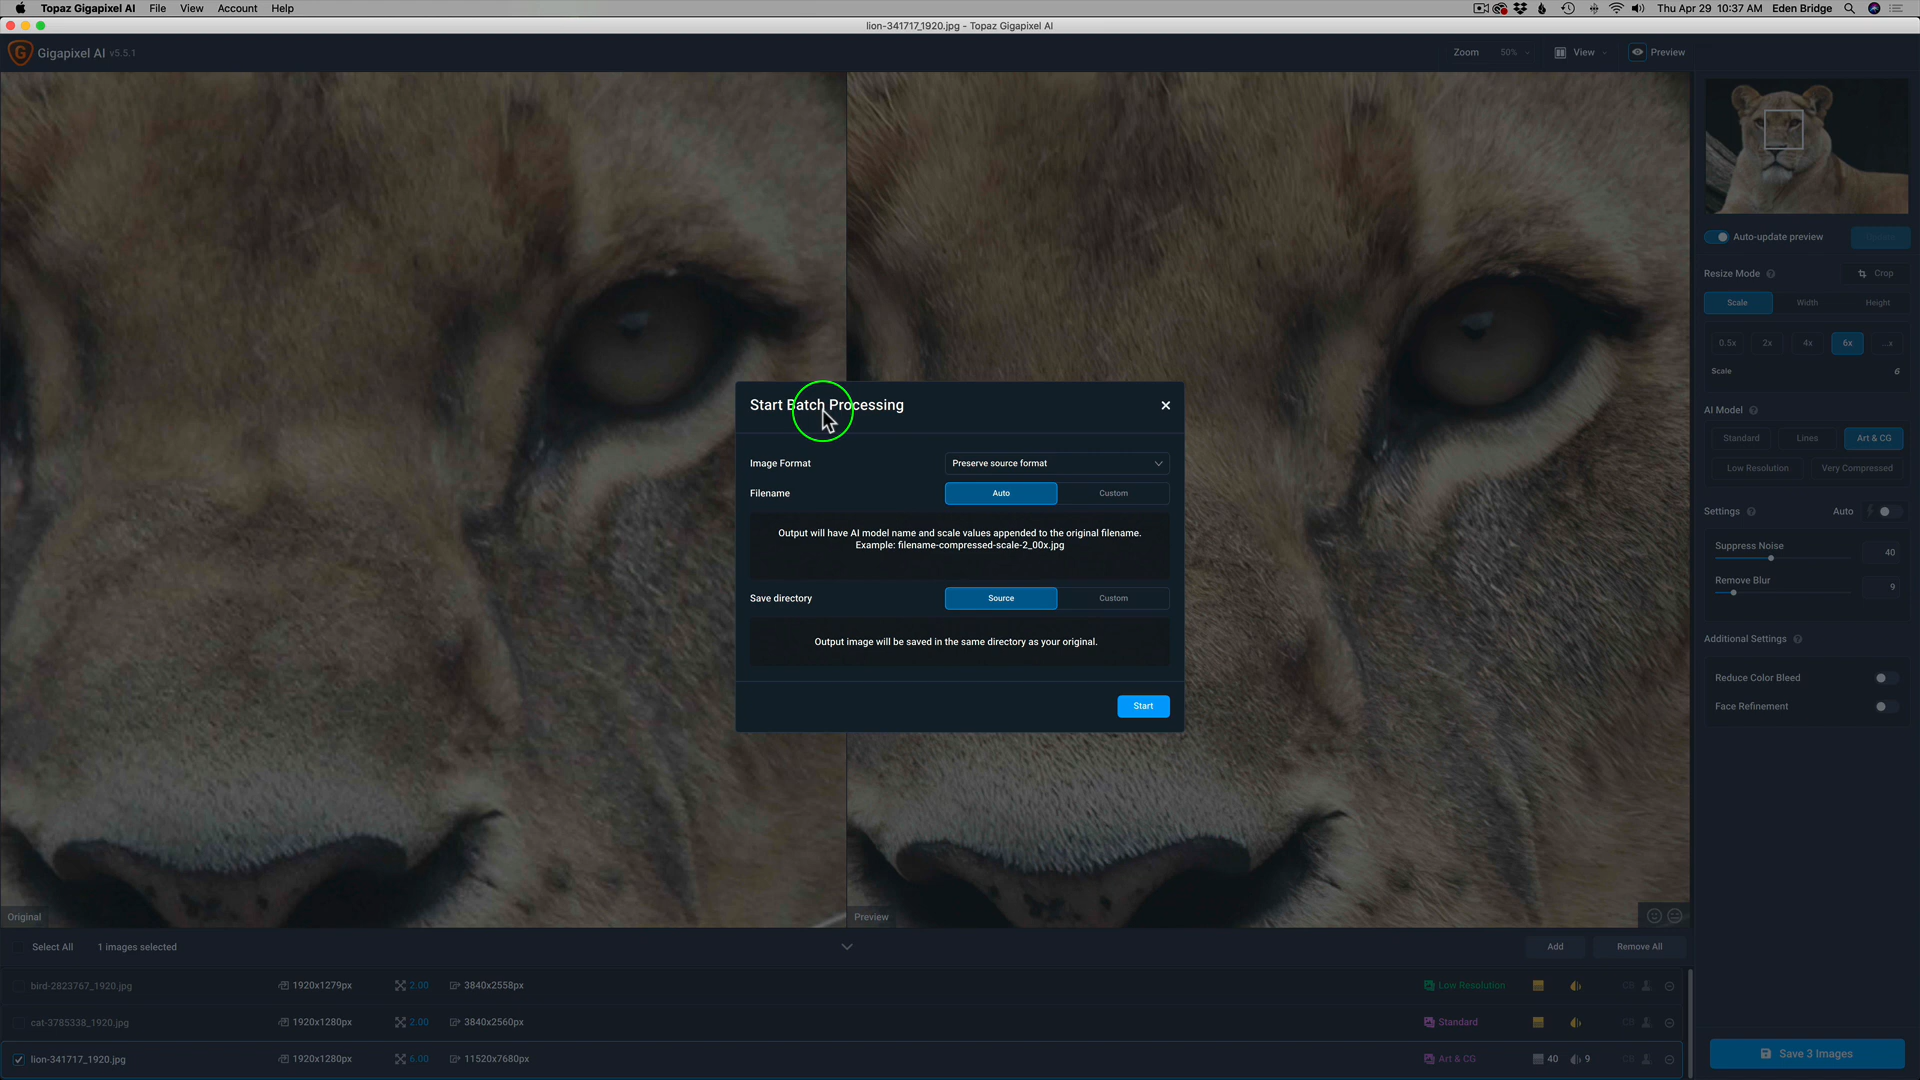 Topaz Gigapixel AI File View Account Help
Thu Apr 29 10:37 AM Eden Bridge
lion-341717_1920.jpg - Topaz Gigapixel AI
G Gigapixel AI v5.5.1
Zoom 50% View Preview
Auto-update preview
Resize Mode ? Crop
Scale Width Height
0.5x 2x 4x 6x ...x
Scale 6
AI Model ?
Standard Lines Art & CG
Low Resolution Very Compressed
Settings ? Auto
Suppress Noise 40
Remove Blur 9
Additional Settings ?
Reduce Color Bleed
Face Refinement
Start Batch Processing
Image Format Preserve source format
Filename Auto Custom
Output will have AI model name and scale values appended to the original filename.
Example: filename-compressed-scale-2_00x.jpg
Save directory Source Custom
Output image will be saved in the same directory as your original.
Start
Original Preview
Select All 1 images selected Add Remove All
bird-2823767_1920.jpg 1920x1279px 2.00 3840x2558px Low Resolution CB
cat-3785338_1920.jpg 1920x1280px 2.00 3840x2560px Standard CB
lion-341717_1920.jpg 1920x1280px 6.00 11520x7680px Art & CG 40 9 CB
Save 3 Images